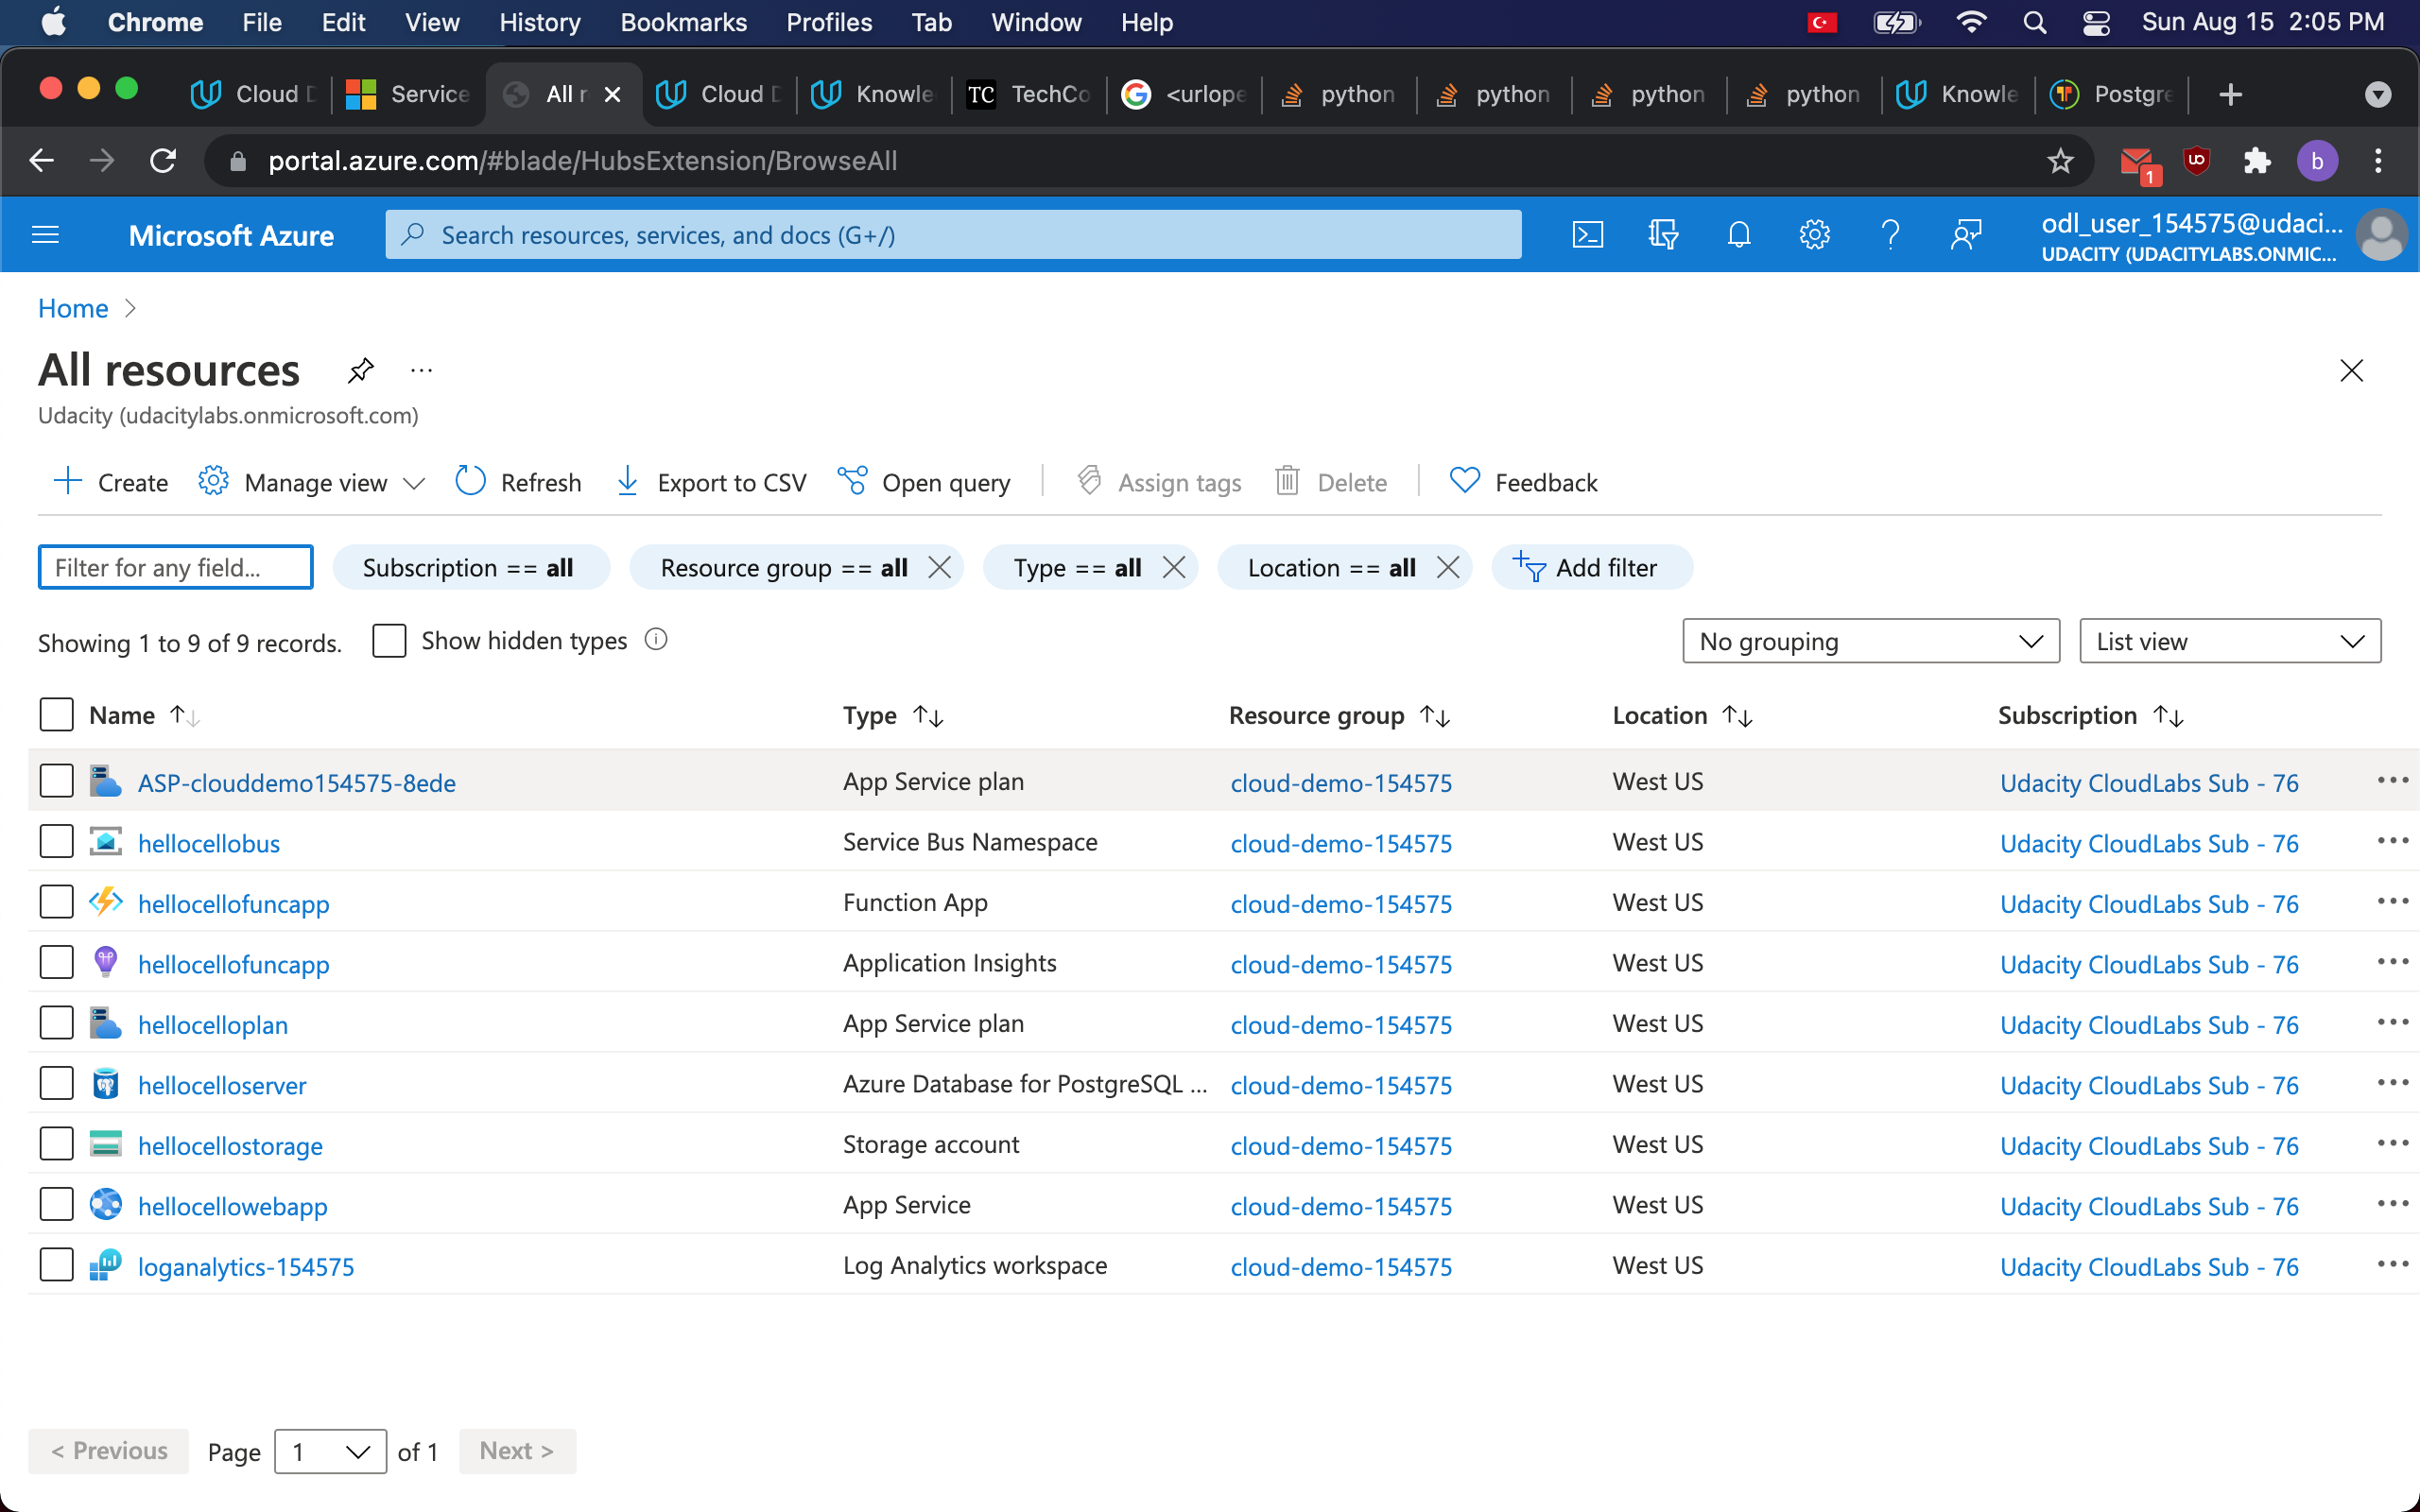 Chrome File Edit View History Bookmarks Profiles Tab Window Help Sun Aug 15 2:05 PM
Cloud D Service All r Cloud D Knowle TC TechCo <urlope python python python python Knowle Postgre
portal.azure.com/#blade/HubsExtension/BrowseAll 1 b
Microsoft Azure Search resources, services, and docs (G+/) odl_user_154575@udaci...
UDACITY (UDACITYLABS.ONMIC...
Home
All resources ...
Udacity (udacitylabs.onmicrosoft.com)
Create Manage view Refresh Export to CSV Open query Assign tags Delete Feedback
Filter for any field... Subscription == all Resource group == all Type == all Location == all Add filter
Showing 1 to 9 of 9 records. Show hidden types No grouping List view
Name Type Resource group Location Subscription
ASP-clouddemo154575-8ede App Service plan cloud-demo-154575 West US Udacity CloudLabs Sub - 76 ...
hellocellobus Service Bus Namespace cloud-demo-154575 West US Udacity CloudLabs Sub - 76 ...
hellocellofuncapp Function App cloud-demo-154575 West US Udacity CloudLabs Sub - 76 ...
hellocellofuncapp Application Insights cloud-demo-154575 West US Udacity CloudLabs Sub - 76 ...
hellocelloplan App Service plan cloud-demo-154575 West US Udacity CloudLabs Sub - 76 ...
hellocelloserver Azure Database for PostgreSQL ... cloud-demo-154575 West US Udacity CloudLabs Sub - 76 ...
hellocellostorage Storage account cloud-demo-154575 West US Udacity CloudLabs Sub - 76 ...
hellocellowebapp App Service cloud-demo-154575 West US Udacity CloudLabs Sub - 76 ...
loganalytics-154575 Log Analytics workspace cloud-demo-154575 West US Udacity CloudLabs Sub - 76 ...
< Previous Page 1 of 1 Next >